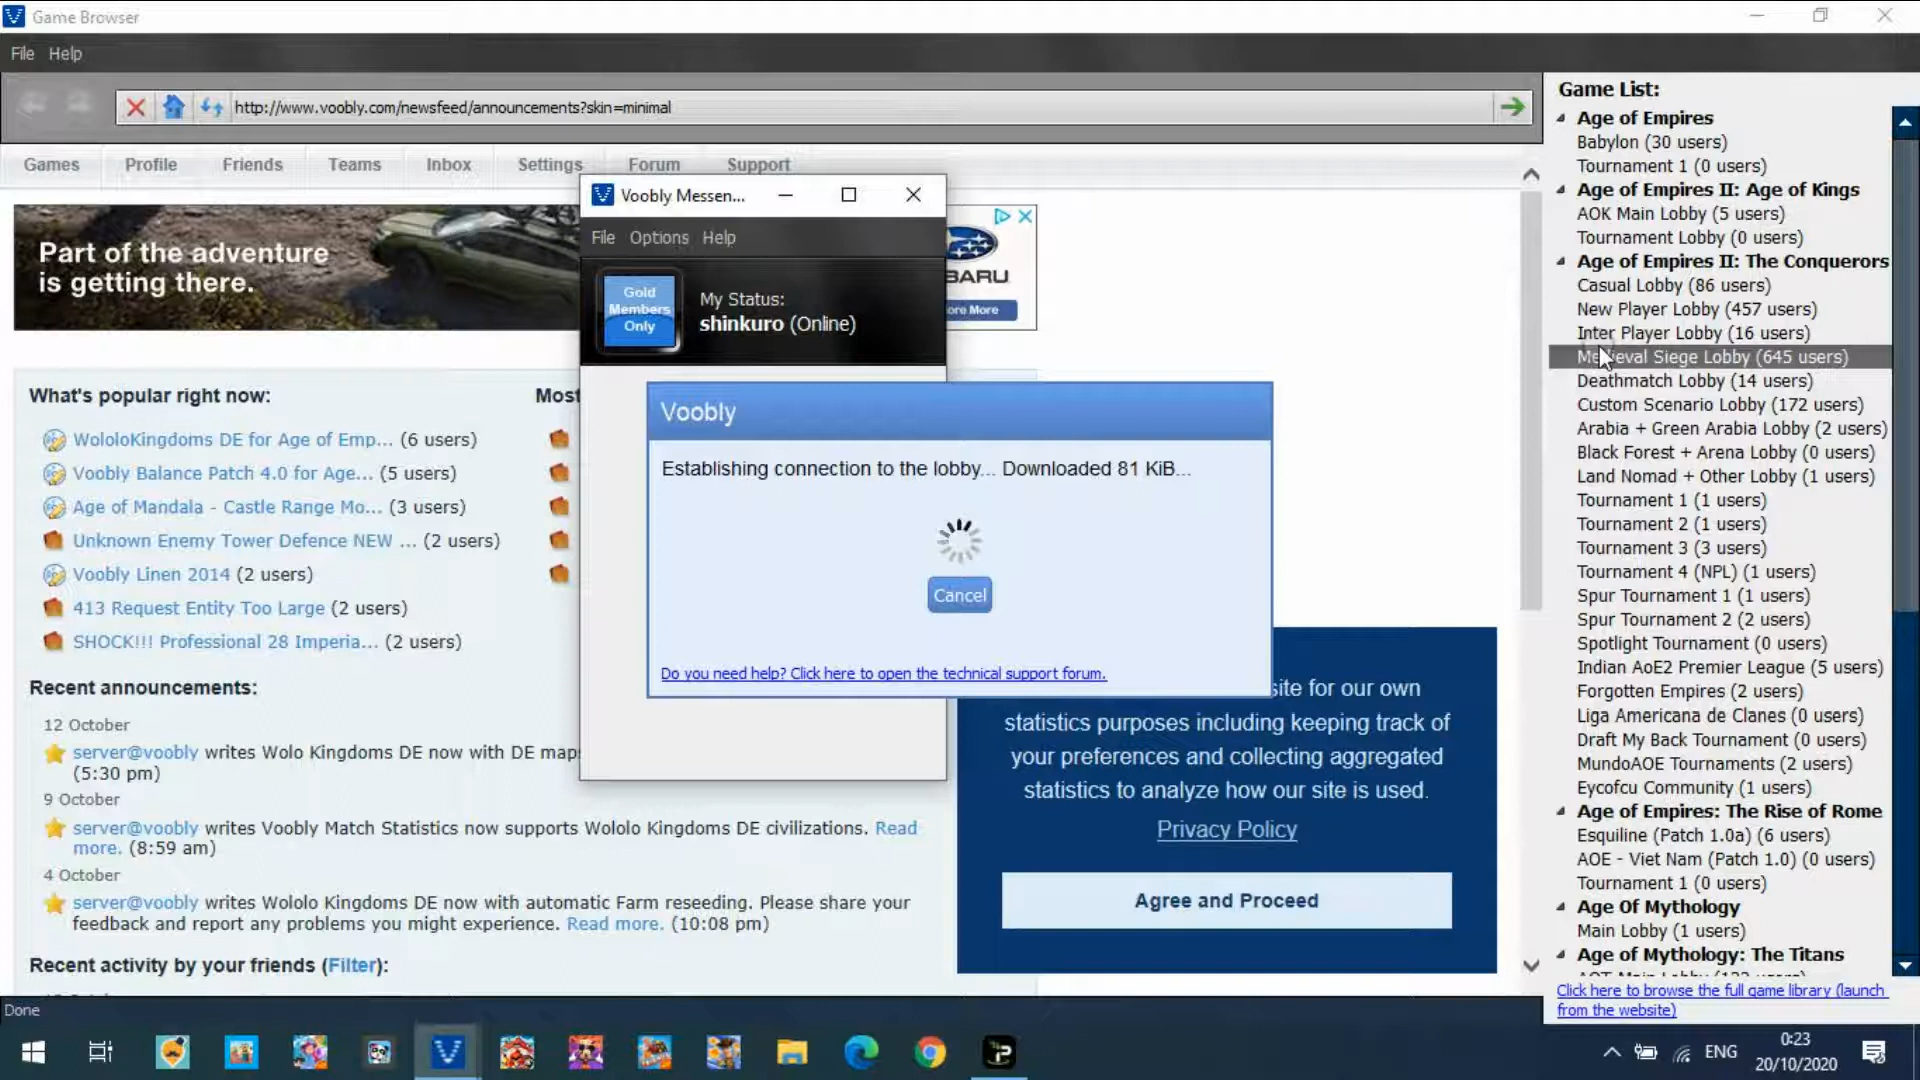 Game Browser
File Help
http://www.voobly.com/newsfeed/announcements?skin=minimal
Games Profile Friends Teams Inbox Settings Forum Support
Part of the adventure
is getting there.
What's popular right now:
WololoKingdoms DE for Age of Emp... (6 users)
Voobly Balance Patch 4.0 for Age... (5 users)
Age of Mandala - Castle Range Mo... (3 users)
Unknown Enemy Tower Defence NEW ... (2 users)
Voobly Linen 2014 (2 users)
413 Request Entity Too Large (2 users)
SHOCK!!! Professional 28 Imperia... (2 users)
Most
Recent announcements:
12 October
server@voobly writes Wolo Kingdoms DE now with DE maps
(5:30 pm)
9 October
server@voobly writes Voobly Match Statistics now supports Wololo Kingdoms DE civilizations. Read
more. (8:59 am)
4 October
server@voobly writes Wololo Kingdoms DE now with automatic Farm reseeding. Please share your
feedback and report any problems you might experience. Read more. (10:08 pm)
Recent activity by your friends (Filter):
Done
Voobly Messen...
File Options Help
Gold
Members
Only
My Status:
shinkuro (Online)
BARU
ore More
Voobly
Establishing connection to the lobby... Downloaded 81 KiB...
Cancel
Do you need help? Click here to open the technical support forum.
site for our own
statistics purposes including keeping track of
your preferences and collecting aggregated
statistics to analyze how our site is used.
Privacy Policy
Agree and Proceed
Game List:
Age of Empires
Babylon (30 users)
Tournament 1 (0 users)
Age of Empires II: Age of Kings
AOK Main Lobby (5 users)
Tournament Lobby (0 users)
Age of Empires II: The Conquerors
Casual Lobby (86 users)
New Player Lobby (457 users)
Inter Player Lobby (16 users)
Medieval Siege Lobby (645 users)
Deathmatch Lobby (14 users)
Custom Scenario Lobby (172 users)
Arabia + Green Arabia Lobby (2 users)
Black Forest + Arena Lobby (0 users)
Land Nomad + Other Lobby (1 users)
Tournament 1 (1 users)
Tournament 2 (1 users)
Tournament 3 (3 users)
Tournament 4 (NPL) (1 users)
Spur Tournament 1 (1 users)
Spur Tournament 2 (2 users)
Spotlight Tournament (0 users)
Indian AoE2 Premier League (5 users)
Forgotten Empires (2 users)
Liga Americana de Clanes (0 users)
Draft My Back Tournament (0 users)
MundoAOE Tournaments (2 users)
Eycofcu Community (1 users)
Age of Empires: The Rise of Rome
Esquiline (Patch 1.0a) (6 users)
AOE - Viet Nam (Patch 1.0) (0 users)
Tournament 1 (0 users)
Age Of Mythology
Main Lobby (1 users)
Age of Mythology: The Titans
Click here to browse the full game library (launch
from the website)
ENG
0:23
20/10/2020